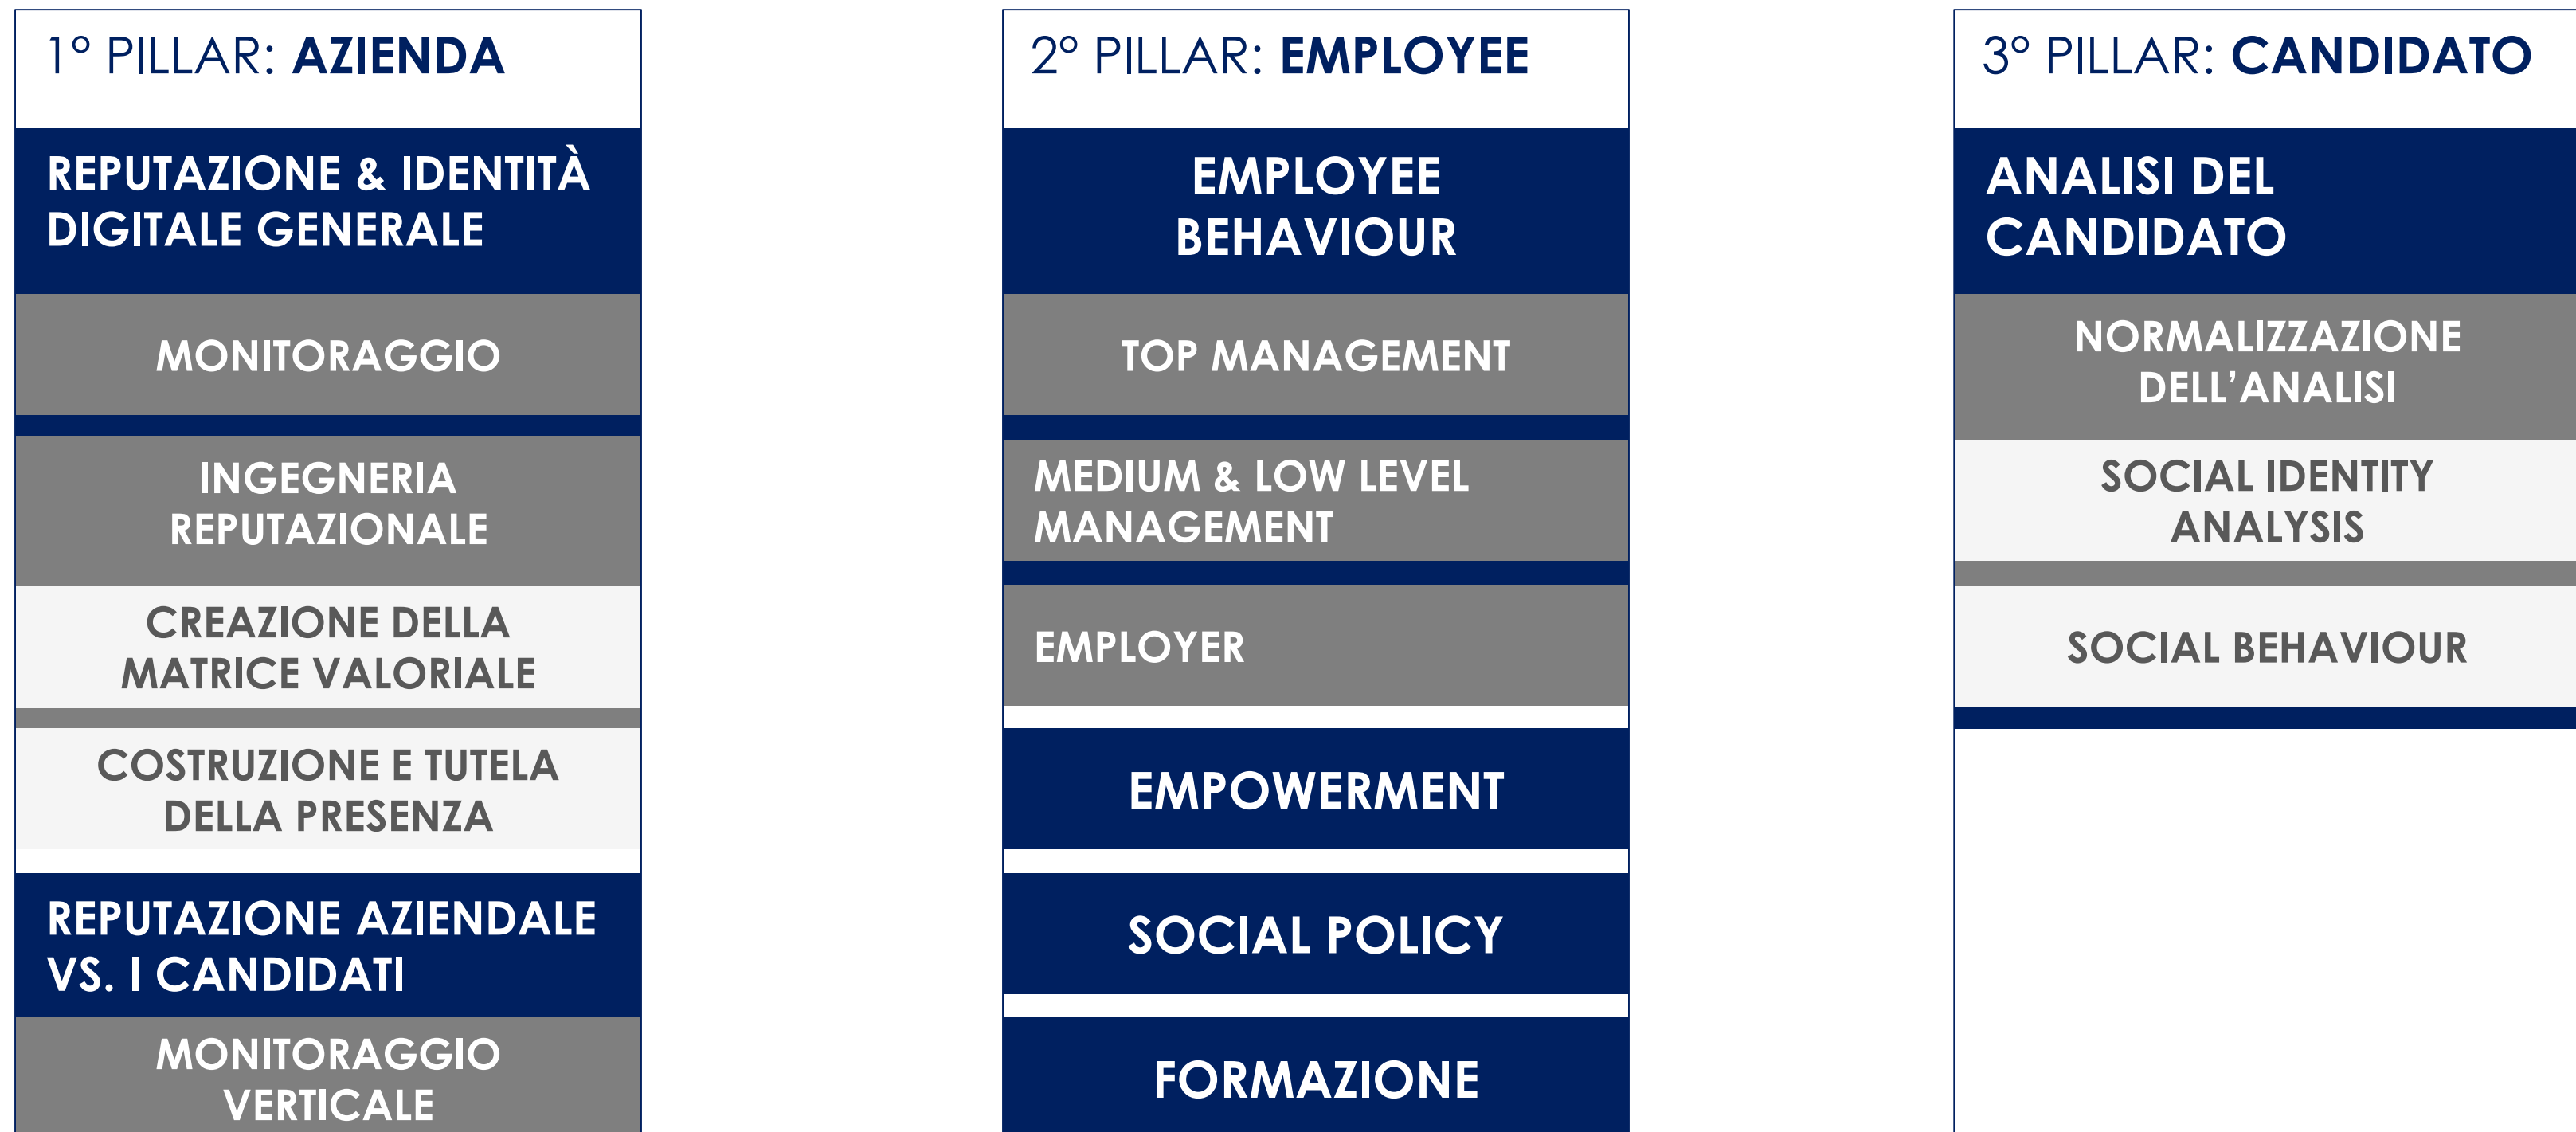 1° PILLAR: AZIENDA
REPUTAZIONE & IDENTITÀ
DIGITALE GENERALE
MONITORAGGIO
INGEGNERIA
REPUTAZIONALE
CREAZIONE DELLA
MATRICE VALORIALE
COSTRUZIONE E TUTELA
DELLA PRESENZA
REPUTAZIONE AZIENDALE
VS. I CANDIDATI
MONITORAGGIO
VERTICALE
2° PILLAR: EMPLOYEE
EMPLOYEE
BEHAVIOUR
TOP MANAGEMENT
MEDIUM & LOW LEVEL
MANAGEMENT
EMPLOYER
EMPOWERMENT
SOCIAL POLICY
FORMAZIONE
3° PILLAR: CANDIDATO
ANALISI DEL
CANDIDATO
NORMALIZZAZIONE
DELL’ANALISI
SOCIAL IDENTITY
ANALYSIS
SOCIAL BEHAVIOUR